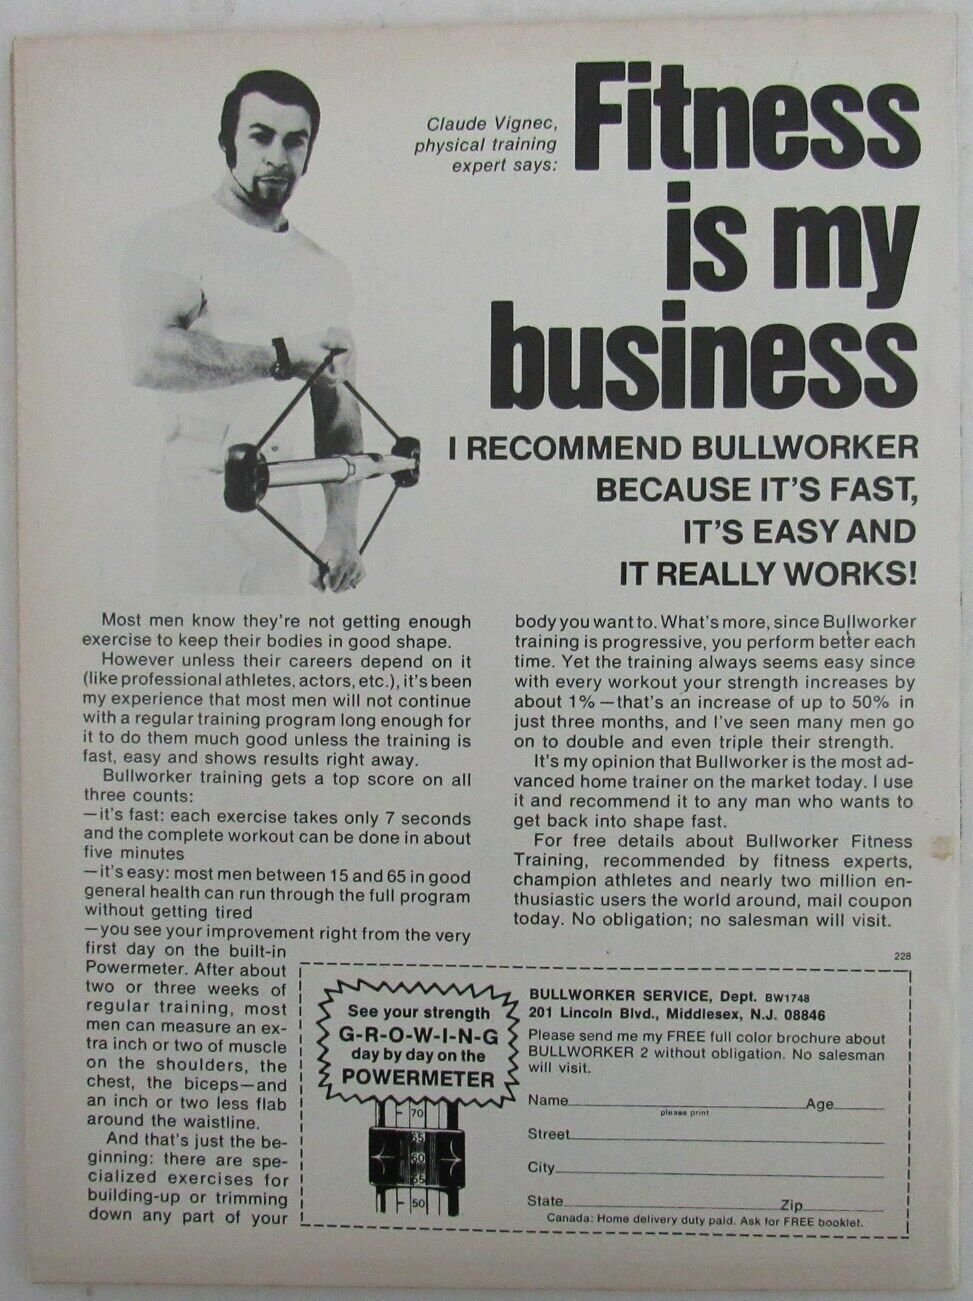 Claude Vignec,
physical training
expert says:
Fitness
is my
business
I RECOMMEND BULLWORKER
BECAUSE IT'S FAST,
IT'S EASY AND
IT REALLY WORKS!
Most men know they're not getting enough
exercise to keep their bodies in good shape.
However unless their careers depend on it
(like professional athletes, actors, etc.), it's been
my experience that most men will not continue
with a regular training program long enough for
it to do them much good unless the training is
fast, easy and shows results right away.
Bullworker training gets a top score on all
three counts:
—it's fast: each exercise takes only 7 seconds
and the complete workout can be done in about
five minutes
—it's easy: most men between 15 and 65 in good
general health can run through the full program
without getting tired
—you see your improvement right from the very
first day on the built-in
Powermeter. After about
two or three weeks of
regular training, most
men can measure an ex-
tra inch or two of muscle
on the shoulders, the
chest, the biceps—and
an inch or two less flab
around the waistline.
And that's just the be-
ginning: there are spe-
cialized exercises for
building-up or trimming
down any part of your
body you want to. What's more, since Bullworker
training is progressive, you perform better each
time. Yet the training always seems easy since
with every workout your strength increases by
about 1% —that's an increase of up to 50% in
just three months, and I've seen many men go
on to double and even triple their strength.
It's my opinion that Bullworker is the most ad-
vanced home trainer on the market today. I use
it and recommend it to any man who wants to
get back into shape fast.
For free details about Bullworker Fitness
Training, recommended by fitness experts,
champion athletes and nearly two million en-
thusiastic users the world around, mail coupon
today. No obligation; no salesman will visit.
228
See your strength
G-R-O-W-I-N-G
day by day on the
POWERMETER
70
65
60
55
50
BULLWORKER SERVICE, Dept. BW1748
201 Lincoln Blvd., Middlesex, N.J. 08846
Please send me my FREE full color brochure about
BULLWORKER 2 without obligation. No salesman
will visit.
Name Age
please print
Street
City
State Zip
Canada: Home delivery duty paid. Ask for FREE booklet.